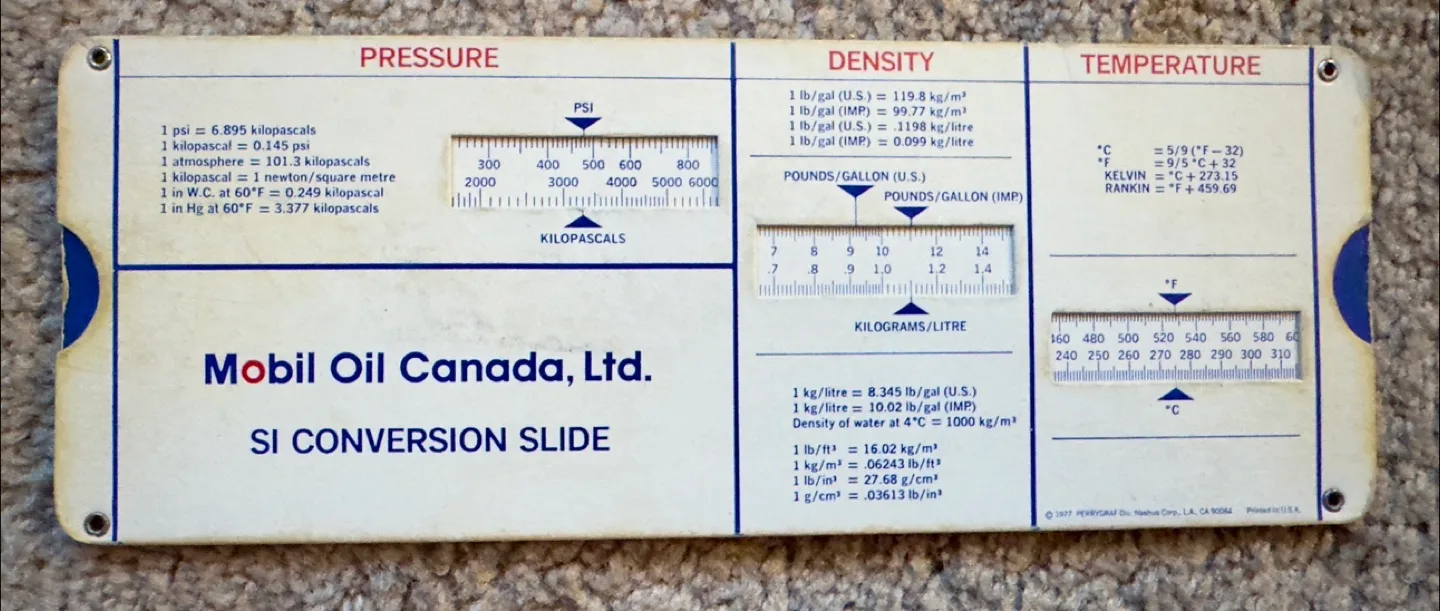 PRESSURE
1 psi = 6.895 kilopascals
1 kilopascal = 0.145 psi
1 atmosphere = 101.3 kilopascals
1 kilopascal = 1 newton/square metre
1 in W.C. at 60°F = 0.249 kilopascal
1 in Hg at 60°F = 3.377 kilopascals
PSI
300 400 500 600 800
2000 3000 4000 5000 6000
KILOPASCALS
Mobil Oil Canada, Ltd.
SI CONVERSION SLIDE
DENSITY
1 lb/gal (U.S.) = 119.8 kg/m³
1 lb/gal (IMP.) = 99.77 kg/m³
1 lb/gal (U.S.) = .1198 kg/litre
1 lb/gal (IMP.) = 0.099 kg/litre
POUNDS/GALLON (U.S.)
POUNDS/GALLON (IMP.)
7 8 9 10 12 14
.7 .8 .9 1.0 1.2 1.4
KILOGRAMS/LITRE
1 kg/litre = 8.345 lb/gal (U.S.)
1 kg/litre = 10.02 lb/gal (IMP.)
Density of water at 4°C = 1000 kg/m³
1 lb/ft³ = 16.02 kg/m³
1 kg/m³ = .06243 lb/ft³
1 lb/in³ = 27.68 g/cm³
1 g/cm³ = .03613 lb/in³
TEMPERATURE
°C = 5/9 (°F – 32)
°F = 9/5 °C + 32
KELVIN = °C + 273.15
RANKIN = °F + 459.69
°F
460 480 500 520 540 560 580 60
240 250 260 270 280 290 300 310
°C
© 1977 PERRYGRAF Div. Nashua Corp., L.A., CA 90064 Printed in U.S.A.